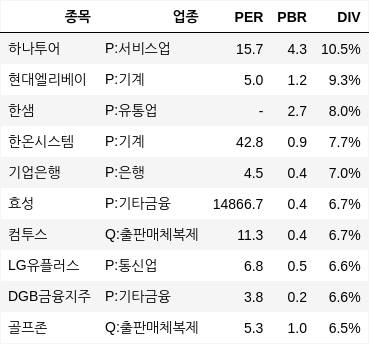 종목 업종 PER PBR DIV
하나투어 P:서비스업 15.7 4.3 10.5%
현대엘리베이 P:기계 5.0 1.2 9.3%
한샘 P:유통업 - 2.7 8.0%
한온시스템 P:기계 42.8 0.9 7.7%
기업은행 P:은행 4.5 0.4 7.0%
효성 P:기타금융 14866.7 0.4 6.7%
컴투스 Q:출판매체복제 11.3 0.4 6.7%
LG유플러스 P:통신업 6.8 0.5 6.6%
DGB금융지주 P:기타금융 3.8 0.2 6.6%
골프존 Q:출판매체복제 5.3 1.0 6.5%